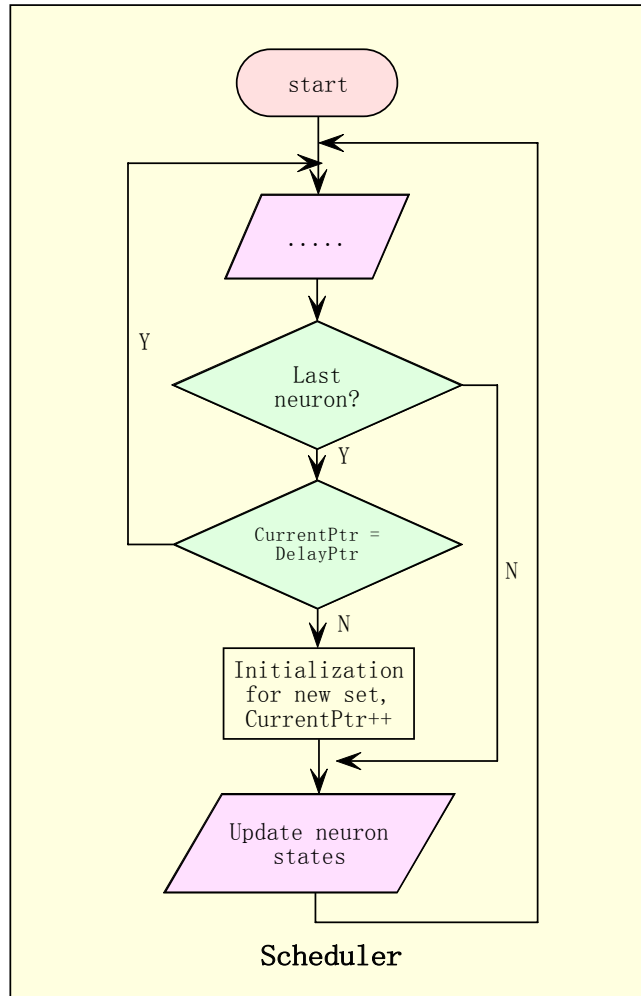 start
.....
Y
Last
neuron?
Y
CurrentPtr =
DelayPtr
N
N
Initialization
for new set,
CurrentPtr++
Update neuron
states
Scheduler